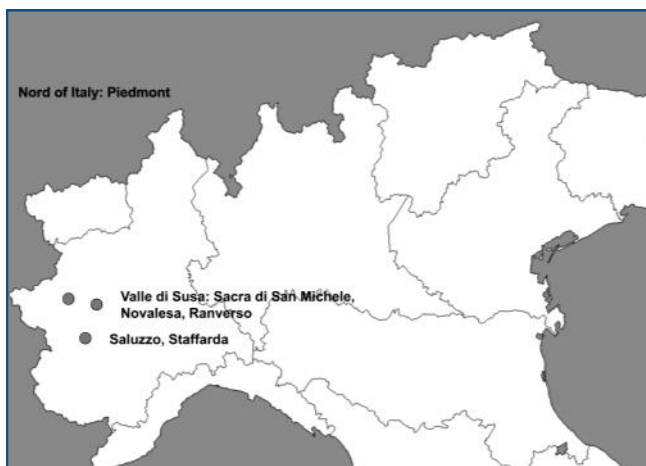 Nord of Italy: Piedmont
Valle di Susa: Sacra di San Michele,
Novalesa, Ranverso
Saluzzo, Staffarda